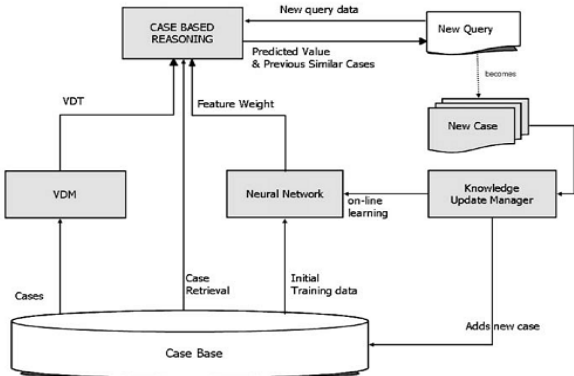 New query data
CASE BASED
REASONING
New Query
Predicted Value
& Previous Similar Cases
becomes
VDT
Feature Weight
New Case
VDM
Neural Network
on-line
learning
Knowledge
Update Manager
Cases
Case
Retrieval
Initial
Training data
Adds new case
Case Base